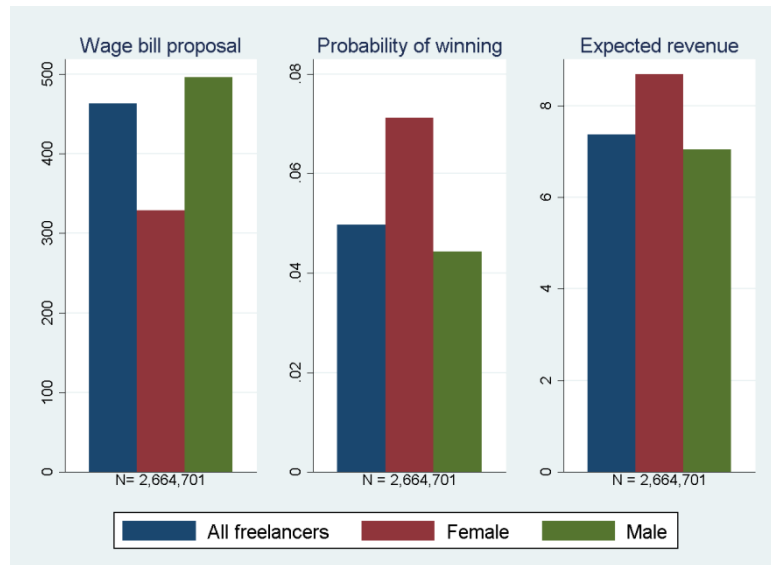 Wage bill proposal
500
400
300
200
100
0
N= 2,664,701
Probability of winning
.08
.06
.04
.02
0
N = 2,664,701
Expected revenue
8
6
4
2
0
N = 2,664,701
All freelancers
Female
Male